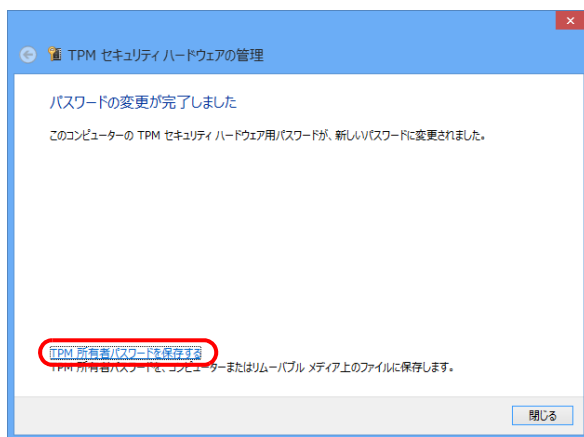 TPM セキュリティ ハードウェアの管理
パスワードの変更が完了しました
このコンピューターの TPM セキュリティ ハードウェア用パスワードが、新しいパスワードに変更されました。
TPM 所有者パスワードを保存する
TPM 所有者パスワードを、コンピューターまたはリムーバブル メディア上のファイルに保存します。
閉じる